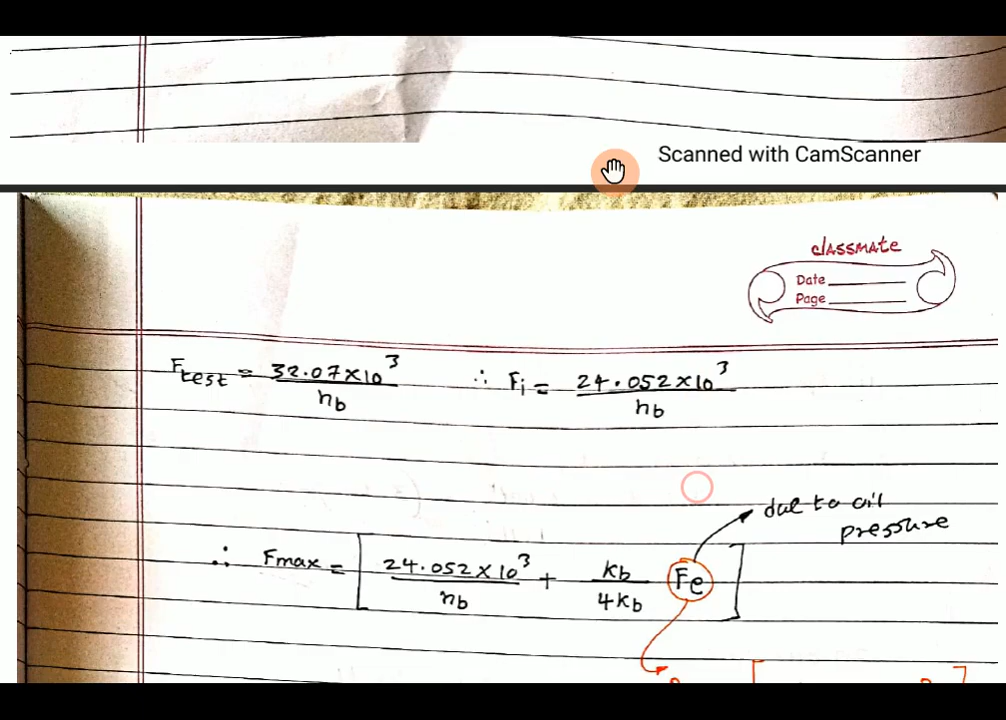 Scanned with CamScanner
classmate
Date
Page
Ftest = 32.07×10³/nb ∴ Fi = 24.052×10³/nb
due to oil
pressure
∴ Fmax = [24.052×10³/nb + kb/4kb Fe]